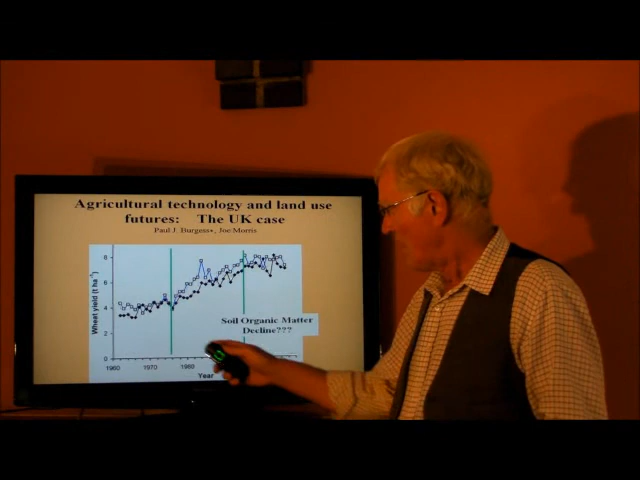 Agricultural technology and land use
futures: The UK case
Paul J. Burgess*, Joe Morris
Wheat yield (t ha⁻¹)
8
6
4
2
0
Soil Organic Matter
Decline???
1960 1970 1980
Year